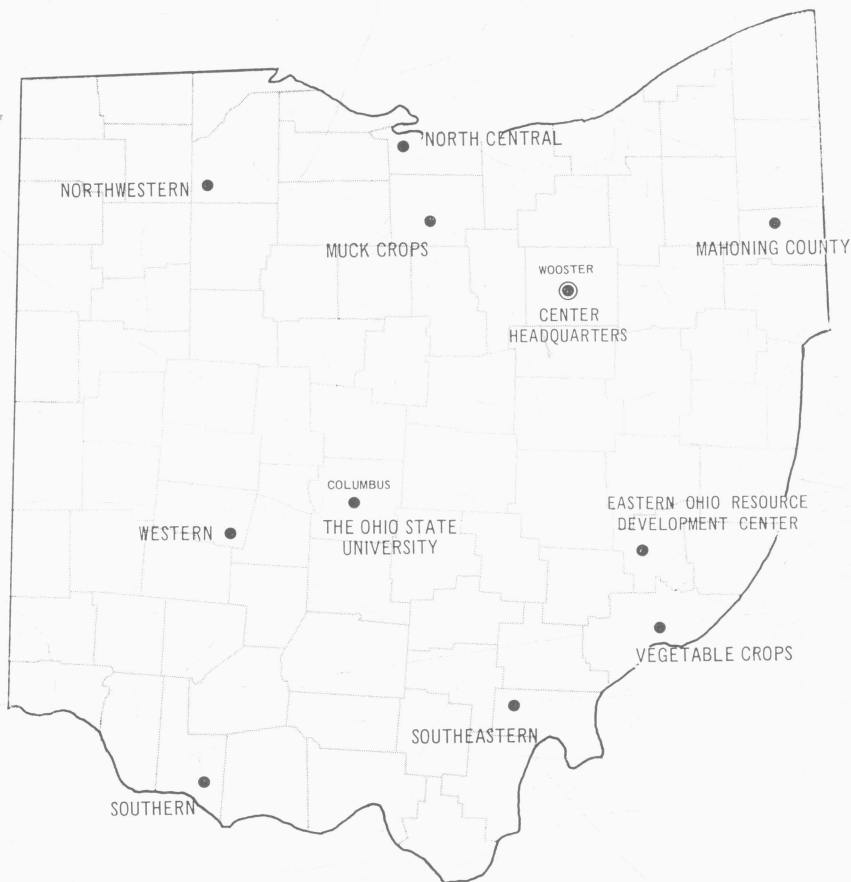 NORTH CENTRAL
NORTHWESTERN
MUCK CROPS
MAHONING COUNTY
WOOSTER
CENTER
HEADQUARTERS
COLUMBUS
THE OHIO STATE
UNIVERSITY
WESTERN
EASTERN OHIO RESOURCE
DEVELOPMENT CENTER
VEGETABLE CROPS
SOUTHEASTERN
SOUTHERN